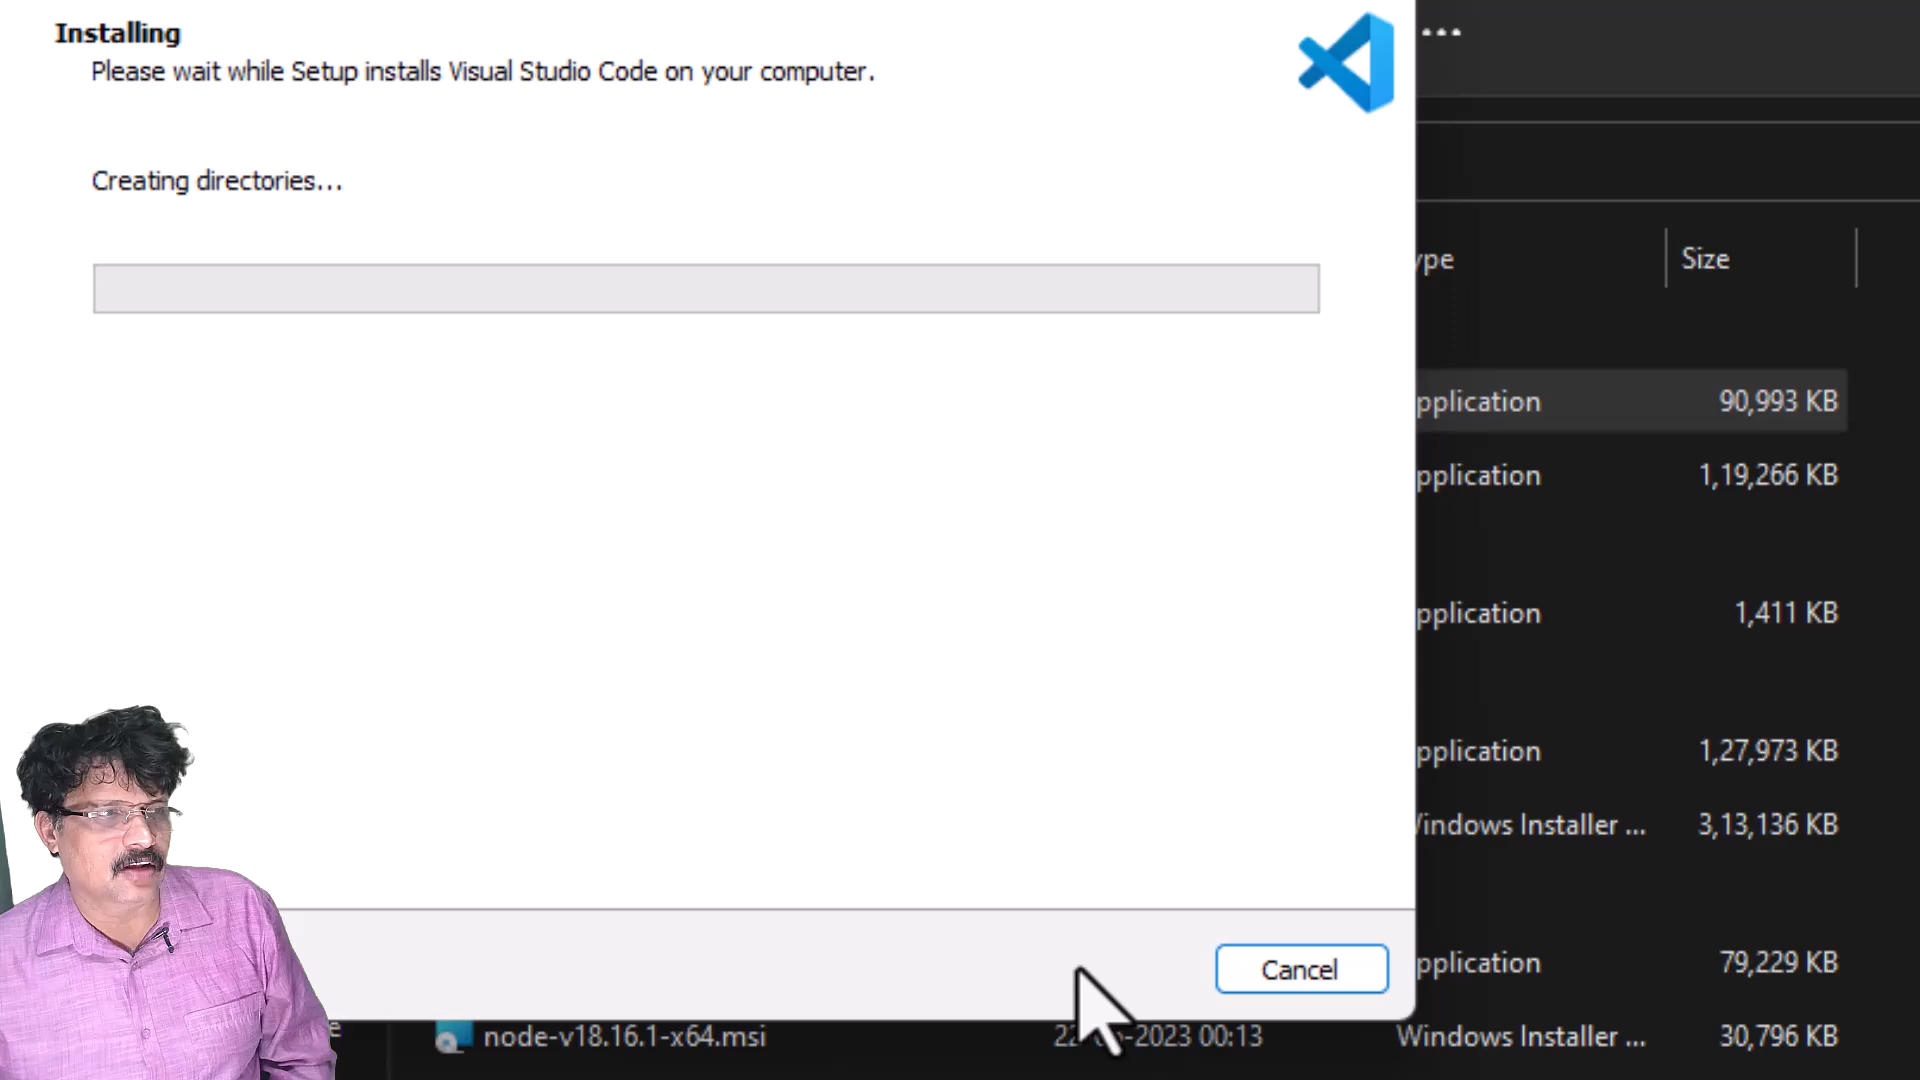 Installing
Please wait while Setup installs Visual Studio Code on your computer.
Creating directories...
ype
Size
pplication 90,993 KB
pplication 1,19,266 KB
pplication 1,411 KB
pplication 1,27,973 KB
Windows Installer ... 3,13,136 KB
pplication 79,229 KB
Cancel
e node-v18.16.1-x64.msi 2023 00:13 Windows Installer ... 30,796 KB